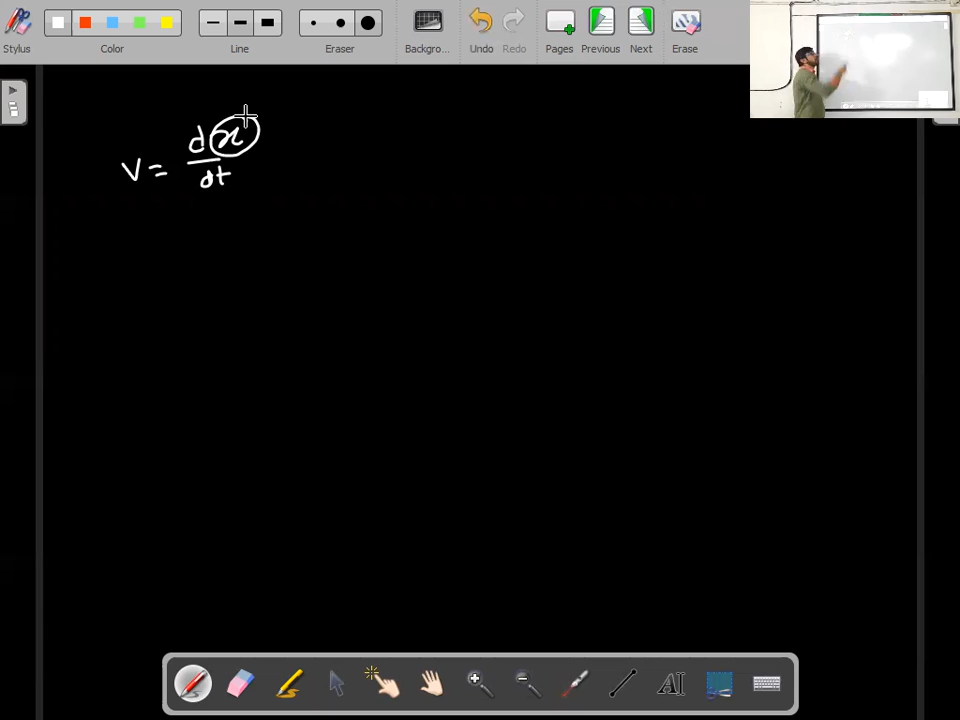 Stylus
Color
Line
Eraser
Backgro...
Undo
Redo
Pages
Previous
Next
Erase
V = dx/dt